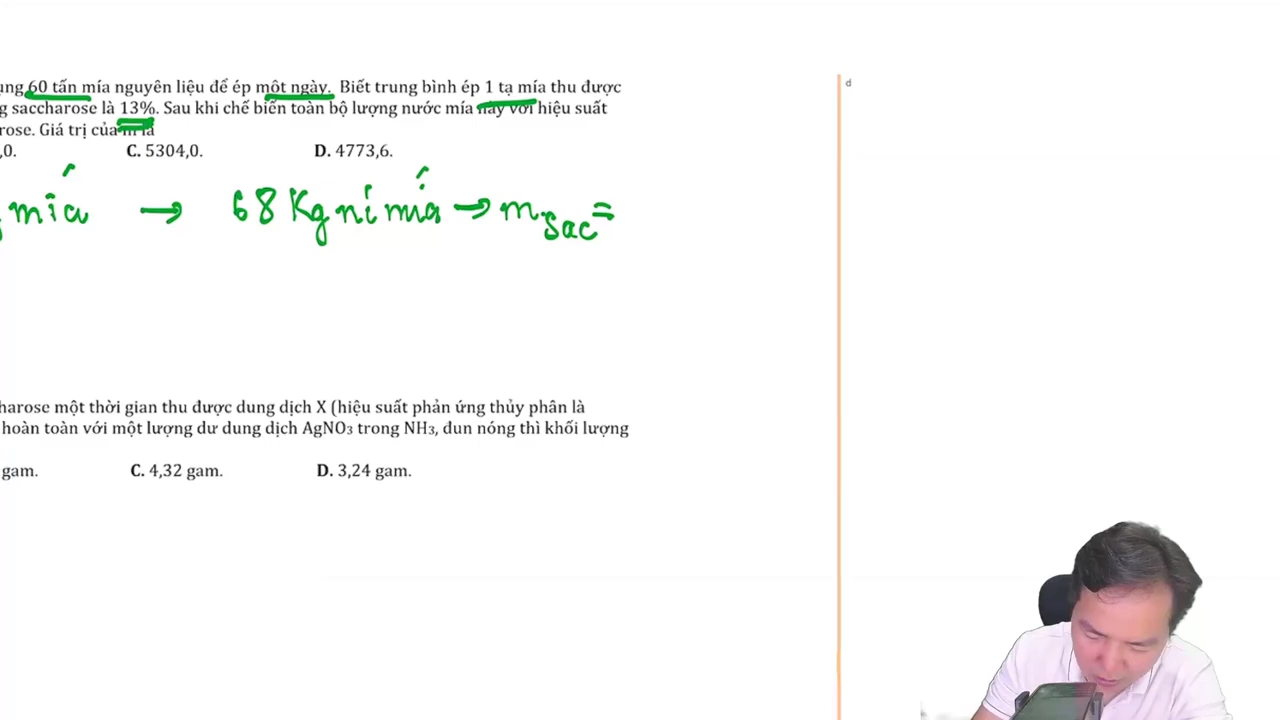 ụng 60 tấn mía nguyên liệu để ép một ngày. Biết trung bình ép 1 tạ mía thu được
g saccharose là 13%. Sau khi chế biến toàn bộ lượng nước mía này với hiệu suất
rose. Giá trị của m là
,0. C. 5304,0. D. 4773,6.
mía → 68 Kg ní mía → m Sac =
charose một thời gian thu được dung dịch X (hiệu suất phản ứng thủy phân là
hoàn toàn với một lượng dư dung dịch AgNO₃ trong NH₃, dun nóng thì khối lượng
gam. C. 4,32 gam. D. 3,24 gam.
d